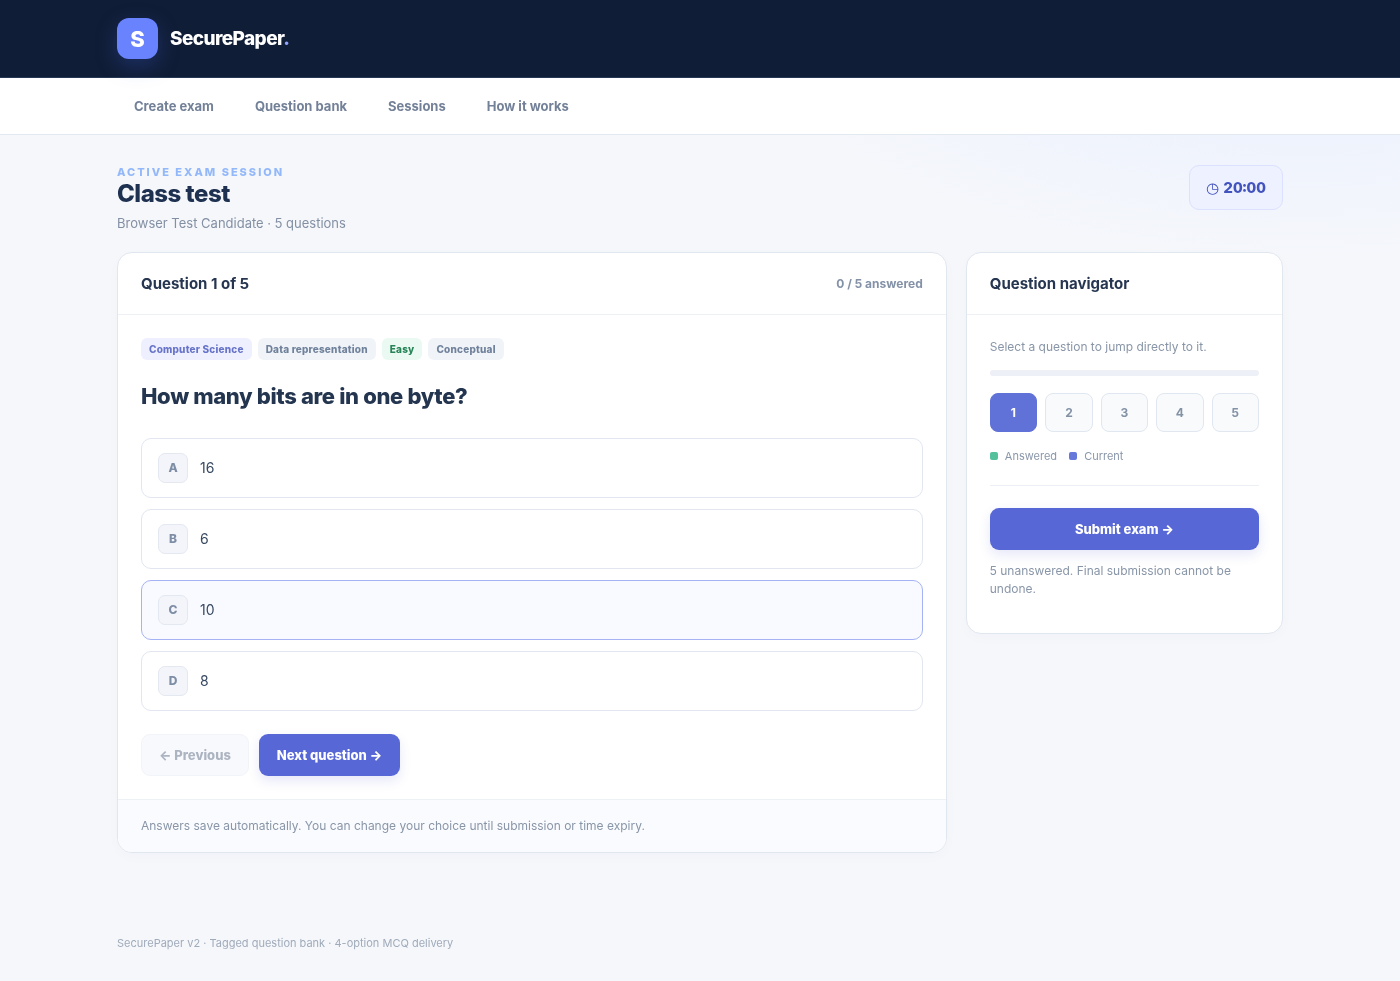 S SecurePaper.
Create exam Question bank Sessions How it works
ACTIVE EXAM SESSION
Class test
Browser Test Candidate · 5 questions
◷ 20:00
Question 1 of 5
0 / 5 answered
Computer Science Data representation Easy Conceptual
How many bits are in one byte?
A 16
B 6
C 10
D 8
← Previous Next question →
Answers save automatically. You can change your choice until submission or time expiry.
Question navigator
Select a question to jump directly to it.
1 2 3 4 5
Answered Current
Submit exam →
5 unanswered. Final submission cannot be
undone.
SecurePaper v2 · Tagged question bank · 4-option MCQ delivery